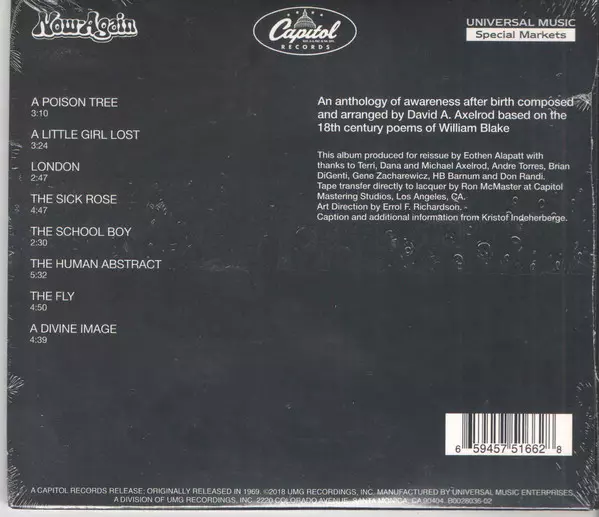 Now-Again
Capitol
REG. U.S. PAT. OFF.
RECORDS
UNIVERSAL MUSIC
Special Markets
A POISON TREE
3:10
A LITTLE GIRL LOST
3:24
LONDON
2:47
THE SICK ROSE
4:47
THE SCHOOL BOY
2:30
THE HUMAN ABSTRACT
5:32
THE FLY
4:50
A DIVINE IMAGE
4:39
An anthology of awareness after birth composed
and arranged by David A. Axelrod based on the
18th century poems of William Blake
This album produced for reissue by Eothen Alapatt with
thanks to Terri, Dana and Michael Axelrod, Andre Torres, Brian
DiGenti, Gene Zacharewicz, HB Barnum and Don Randi.
Tape transfer directly to lacquer by Ron McMaster at Capitol
Mastering Studios, Los Angeles, CA.
Art Direction by Errol F. Richardson.
Caption and additional information from Kristof Indeherberge.
6 59457 51662 8
A CAPITOL RECORDS RELEASE: ORIGINALLY RELEASED IN 1969. ©2018 UMG RECORDINGS, INC. MANUFACTURED BY UNIVERSAL MUSIC ENTERPRISES,
A DIVISION OF UMG RECORDINGS, INC. 2220 COLORADO AVENUE, SANTA MONICA, CA 90404. B0028036-02